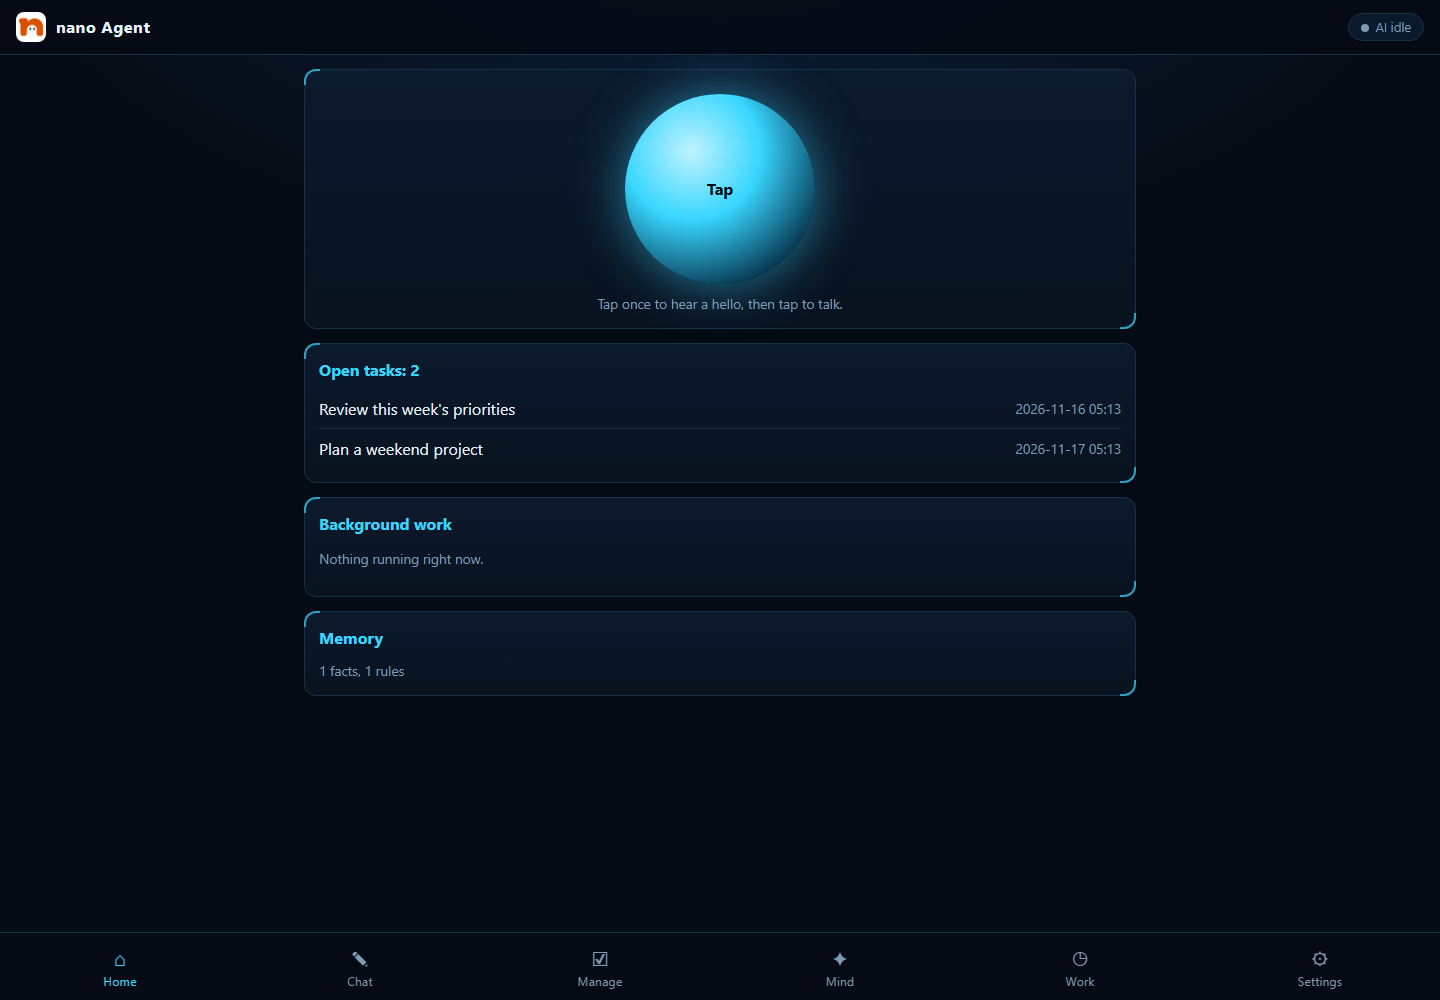 nano Agent
AI idle
Tap
Tap once to hear a hello, then tap to talk.
Open tasks: 2
Review this week's priorities 2026-11-16 05:13
Plan a weekend project 2026-11-17 05:13
Background work
Nothing running right now.
Memory
1 facts, 1 rules
Home Chat Manage Mind Work Settings